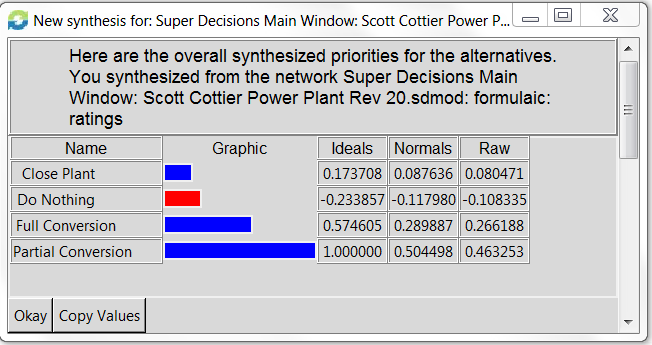 New synthesis for: Super Decisions Main Window: Scott Cottier Power P...
Here are the overall synthesized priorities for the alternatives.
You synthesized from the network Super Decisions Main
Window: Scott Cottier Power Plant Rev 20.sdmod: formulaic:
ratings
Name Graphic Ideals Normals Raw
Close Plant 0.173708 0.087636 0.080471
Do Nothing -0.233857 -0.117980 -0.108335
Full Conversion 0.574605 0.289887 0.266188
Partial Conversion 1.000000 0.504498 0.463253
Okay Copy Values